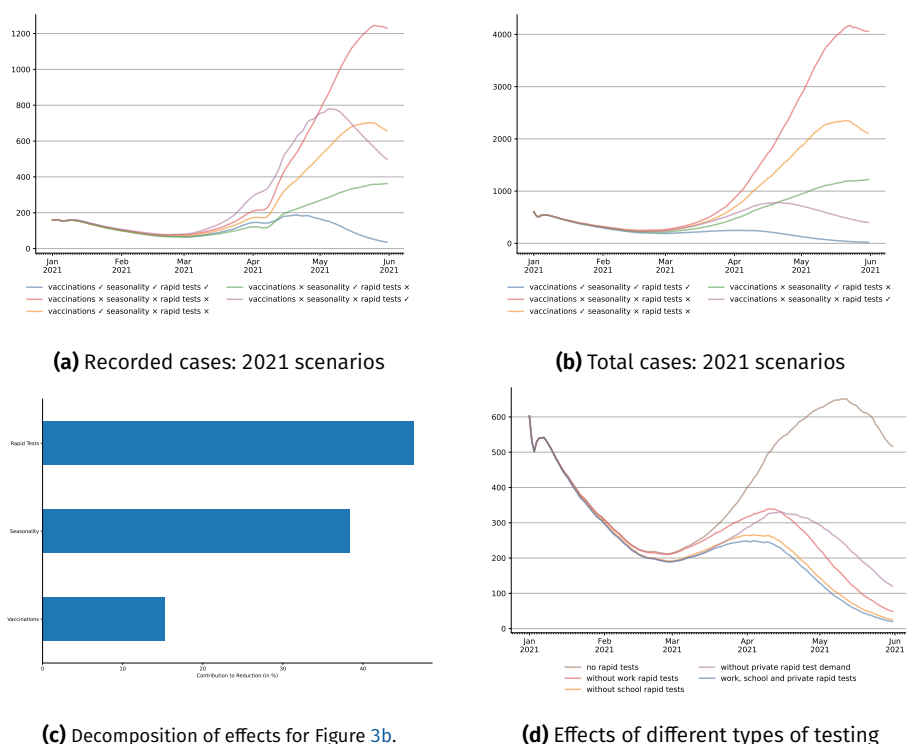 1200
1000
800
600
400
200
0
Jan
2021
Feb
2021
Mar
2021
Apr
2021
May
2021
Jun
2021
vaccinations ✓ seasonality ✓ rapid tests ✓
vaccinations × seasonality × rapid tests ×
vaccinations ✓ seasonality × rapid tests ×
vaccinations × seasonality ✓ rapid tests ×
vaccinations × seasonality × rapid tests ✓
(a) Recorded cases: 2021 scenarios
4000
3000
2000
1000
0
Jan
2021
Feb
2021
Mar
2021
Apr
2021
May
2021
Jun
2021
vaccinations ✓ seasonality ✓ rapid tests ✓
vaccinations × seasonality × rapid tests ×
vaccinations ✓ seasonality × rapid tests ×
vaccinations × seasonality ✓ rapid tests ×
vaccinations × seasonality × rapid tests ✓
(b) Total cases: 2021 scenarios
Rapid Tests
Seasonality
Vaccinations
0
10
20
30
40
Contribution to Reduction (in %)
(c) Decomposition of effects for Figure 3b.
600
500
400
300
200
100
0
Jan
2021
Feb
2021
Mar
2021
Apr
2021
May
2021
Jun
2021
no rapid tests
without work rapid tests
without school rapid tests
without private rapid test demand
work, school and private rapid tests
(d) Effects of different types of testing